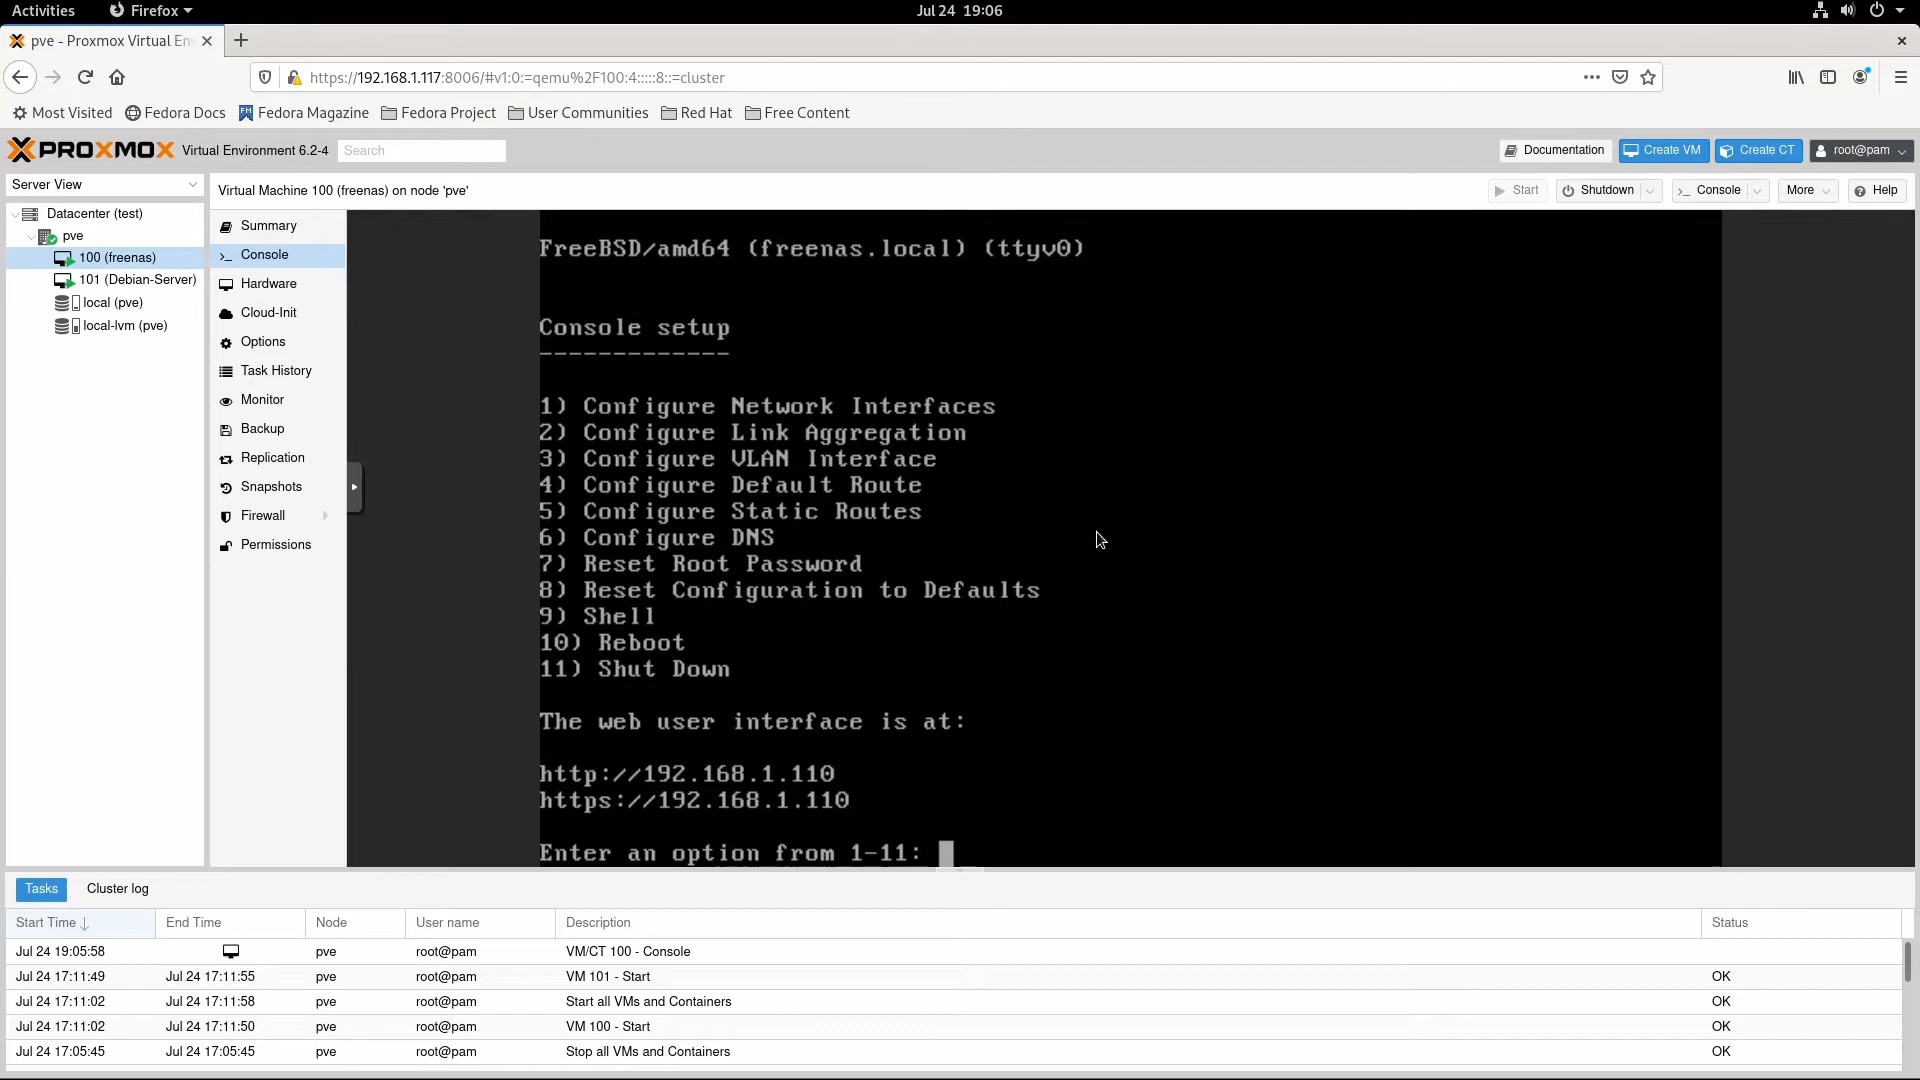 Activities
Firefox
Jul 24 19:06
pve - Proxmox Virtual En
https://192.168.1.117:8006/#v1:0:=qemu%2F100:4:::::8::=cluster
Most Visited
Fedora Docs
Fedora Magazine
Fedora Project
User Communities
Red Hat
Free Content
PROXMOX
Virtual Environment 6.2-4
Search
Documentation
Create VM
Create CT
root@pam
Server View
Virtual Machine 100 (freenas) on node 'pve'
Start
Shutdown
Console
More
Help
Datacenter (test)
pve
100 (freenas)
101 (Debian-Server)
local (pve)
local-lvm (pve)
Summary
Console
Hardware
Cloud-Init
Options
Task History
Monitor
Backup
Replication
Snapshots
Firewall
Permissions
FreeBSD/amd64 (freenas.local) (ttyv0)
Console setup
-------------
1) Configure Network Interfaces
2) Configure Link Aggregation
3) Configure VLAN Interface
4) Configure Default Route
5) Configure Static Routes
6) Configure DNS
7) Reset Root Password
8) Reset Configuration to Defaults
9) Shell
10) Reboot
11) Shut Down
The web user interface is at:
http://192.168.1.110
https://192.168.1.110
Enter an option from 1-11:
Tasks
Cluster log
Start Time End Time Node User name Description Status
Jul 24 19:05:58 pve root@pam VM/CT 100 - Console
Jul 24 17:11:49 Jul 24 17:11:55 pve root@pam VM 101 - Start OK
Jul 24 17:11:02 Jul 24 17:11:58 pve root@pam Start all VMs and Containers OK
Jul 24 17:11:02 Jul 24 17:11:50 pve root@pam VM 100 - Start OK
Jul 24 17:05:45 Jul 24 17:05:45 pve root@pam Stop all VMs and Containers OK